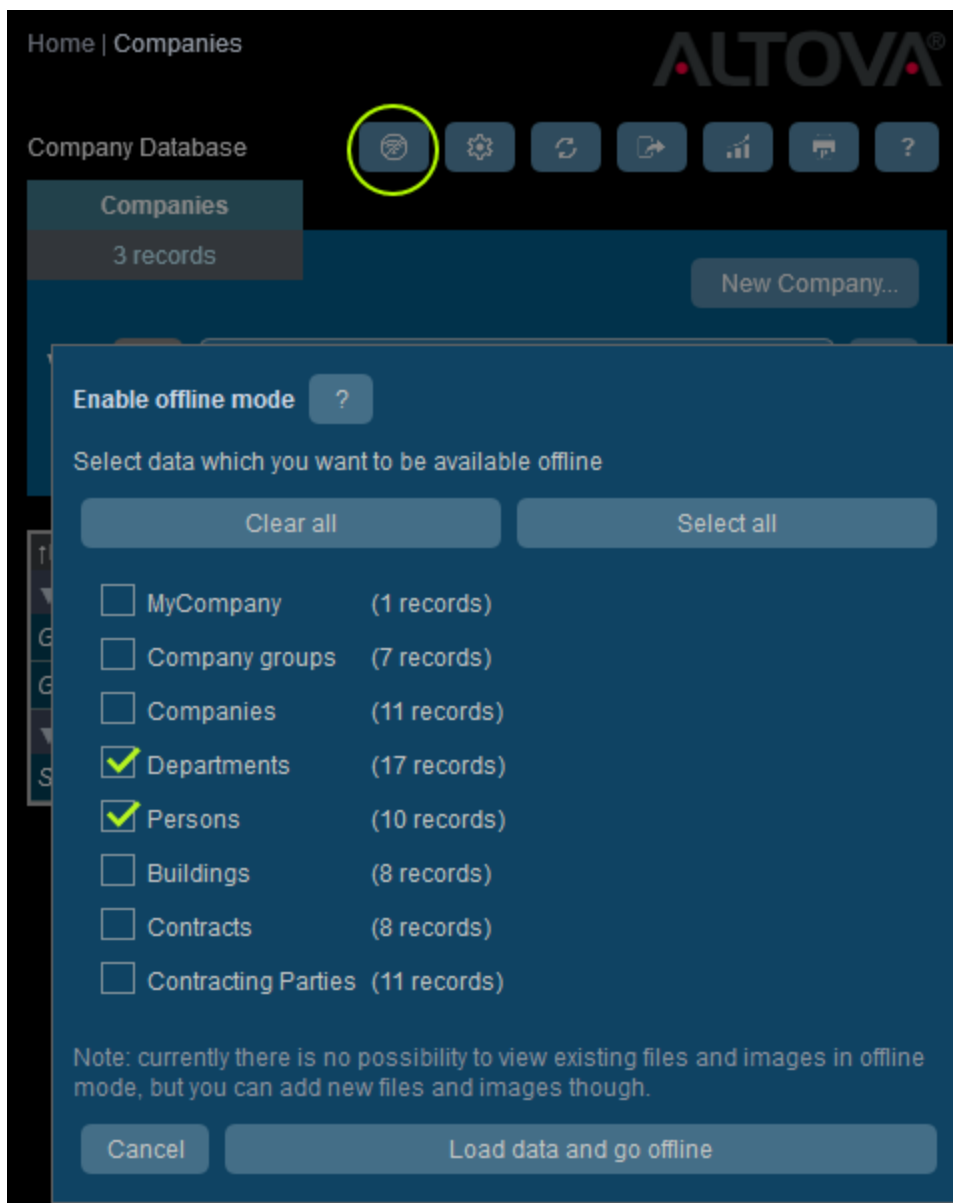 Home | Companies
ALTOVA®
Company Database
?
Companies
3 records
New Company...
Enable offline mode ?
Select data which you want to be available offline
Clear all Select all
MyCompany (1 records)
Company groups (7 records)
G
Companies (11 records)
G
Departments (17 records)
S
Persons (10 records)
Buildings (8 records)
Contracts (8 records)
Contracting Parties (11 records)
Note: currently there is no possibility to view existing files and images in offline
mode, but you can add new files and images though.
Cancel Load data and go offline